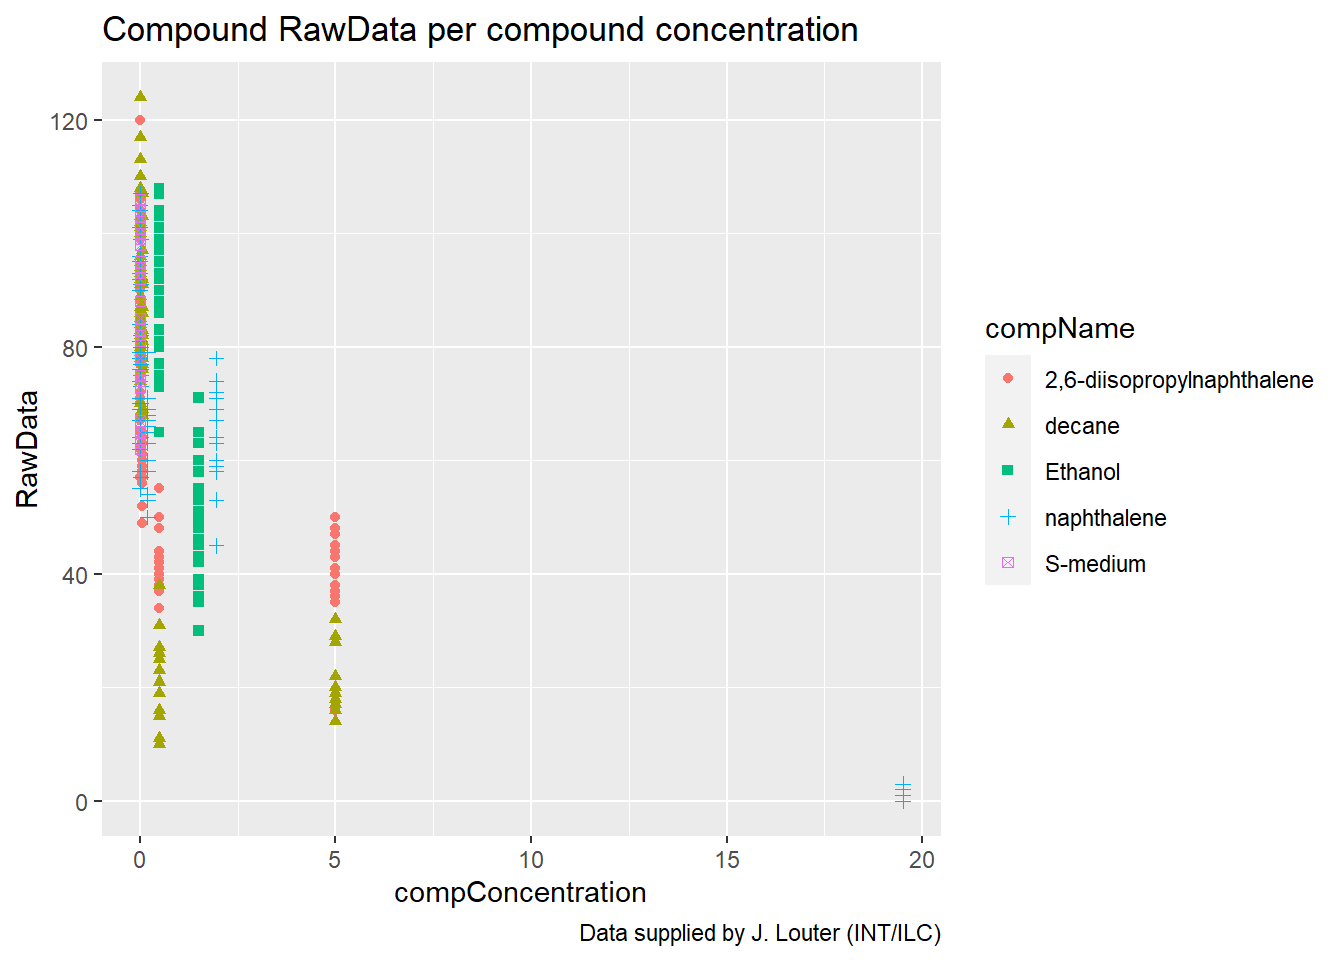 Compound RawData per compound concentration
120
80
40
0
RawData
0 5 10 15 20
compConcentration
Data supplied by J. Louter (INT/ILC)
compName
2,6-diisopropylnaphthalene
decane
Ethanol
naphthalene
S-medium